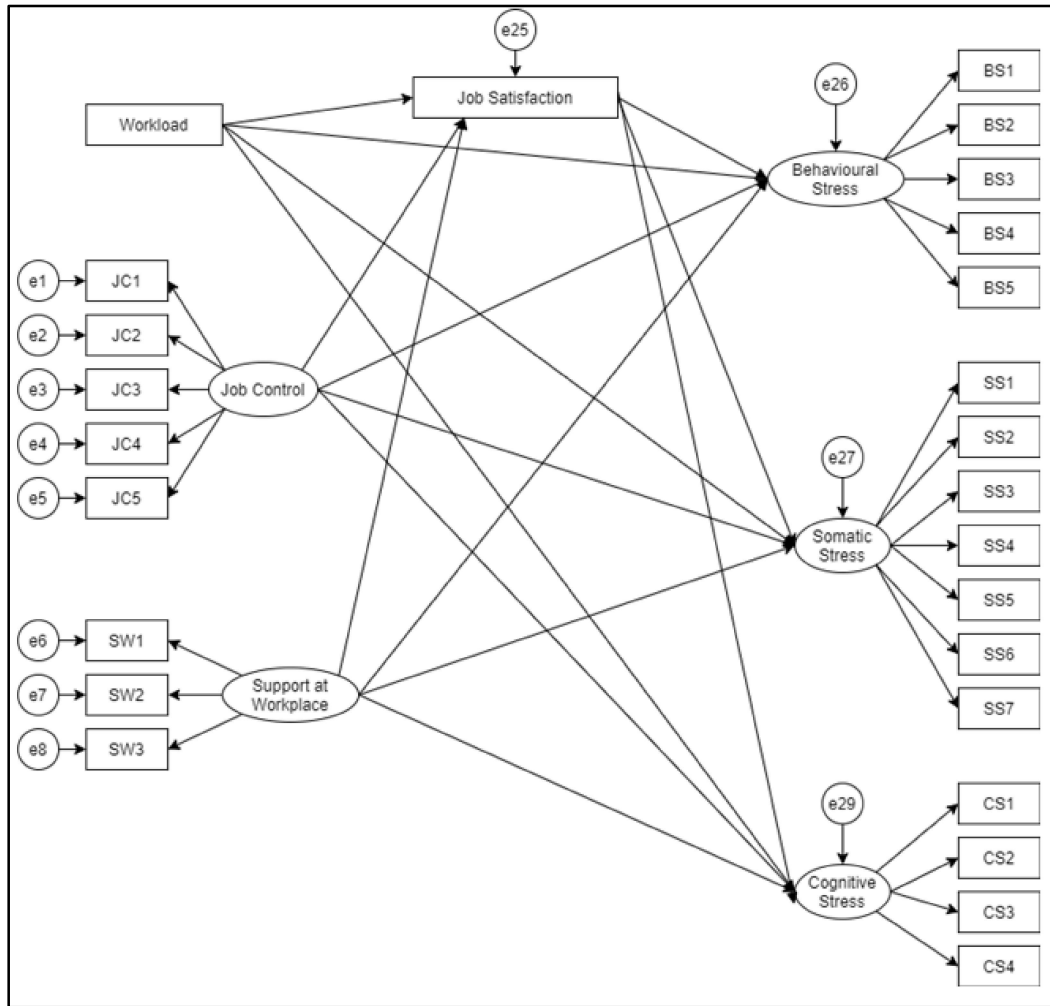 e25
Job Satisfaction
Workload
e26
Behavioural
Stress
BS1
BS2
BS3
BS4
BS5
e1
JC1
e2
JC2
e3
JC3
e4
JC4
e5
JC5
Job Control
e27
Somatic
Stress
SS1
SS2
SS3
SS4
SS5
SS6
SS7
e6
SW1
e7
SW2
e8
SW3
Support at
Workplace
e29
Cognitive
Stress
CS1
CS2
CS3
CS4